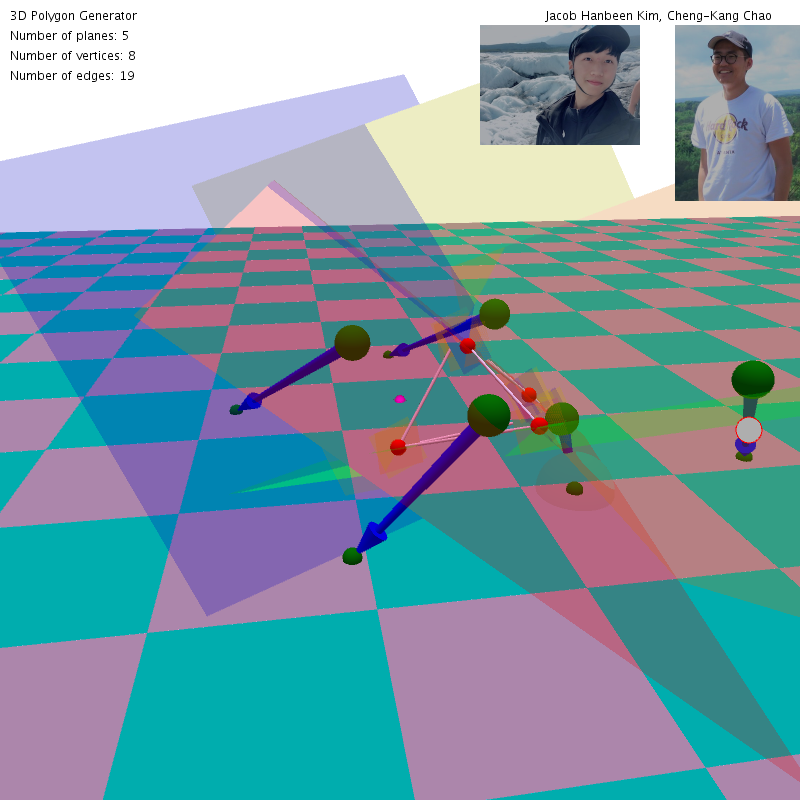 3D Polygon Generator
Jacob Hanbeen Kim, Cheng-Kang Chao
Number of planes: 5
Number of vertices: 8
Number of edges: 19